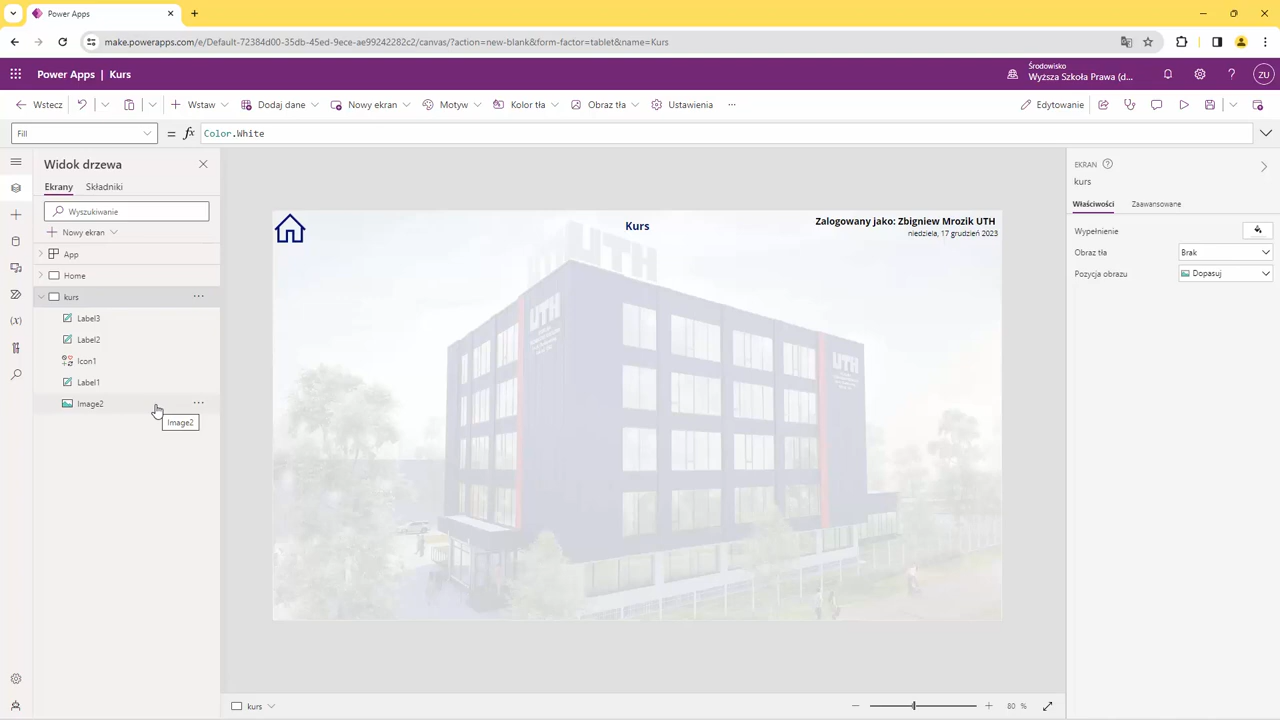 Power Apps
make.powerapps.com/e/Default-72384d00-35db-45ed-9ece-ae99242282c2/canvas/?action=new-blank&form-factor=tablet&name=Kurs
Power Apps | Kurs
Środowisko
Wyższa Szkoła Prawa (d...
ZU
Wstecz
Wstaw
Dodaj dane
Nowy ekran
Motyw
Kolor tła
Obraz tła
Ustawienia
...
Edytowanie
Fill
= fx Color.White
Widok drzewa
Ekrany
Składniki
Wyszukiwanie
Nowy ekran
App
Home
kurs
Label3
Label2
Icon1
Label1
Image2
Image2
Kurs
Zalogowany jako: Zbigniew Mrozik UTH
niedziela, 17 grudzień 2023
UTH
UTH
UTH
EKRAN
kurs
Właściwości
Zaawansowane
Wypełnienie
Obraz tła
Brak
Pozycja obrazu
Dopasuj
kurs
80 %